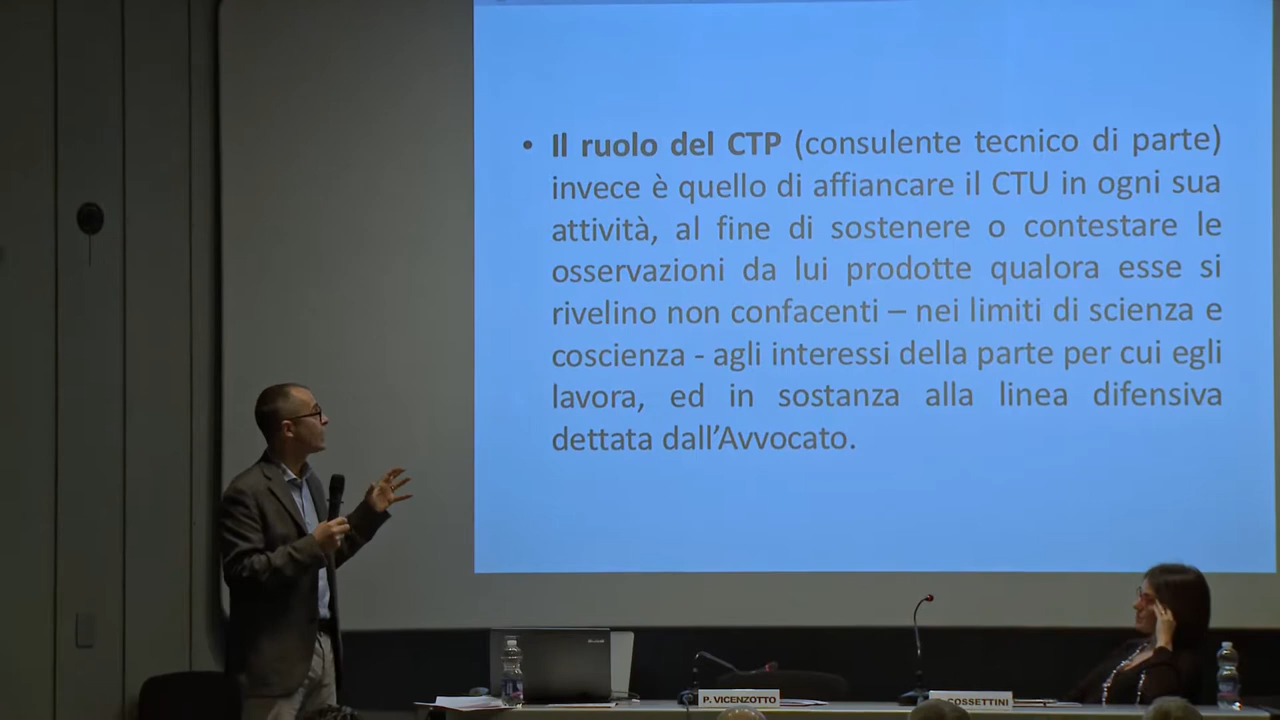 • Il ruolo del CTP (consulente tecnico di parte)
invece è quello di affiancare il CTU in ogni sua
attività, al fine di sostenere o contestare le
osservazioni da lui prodotte qualora esse si
rivelino non confacenti – nei limiti di scienza e
coscienza - agli interessi della parte per cui egli
lavora, ed in sostanza alla linea difensiva
dettata dall’Avvocato.
P. VICENZOTTO
COSSETTINI